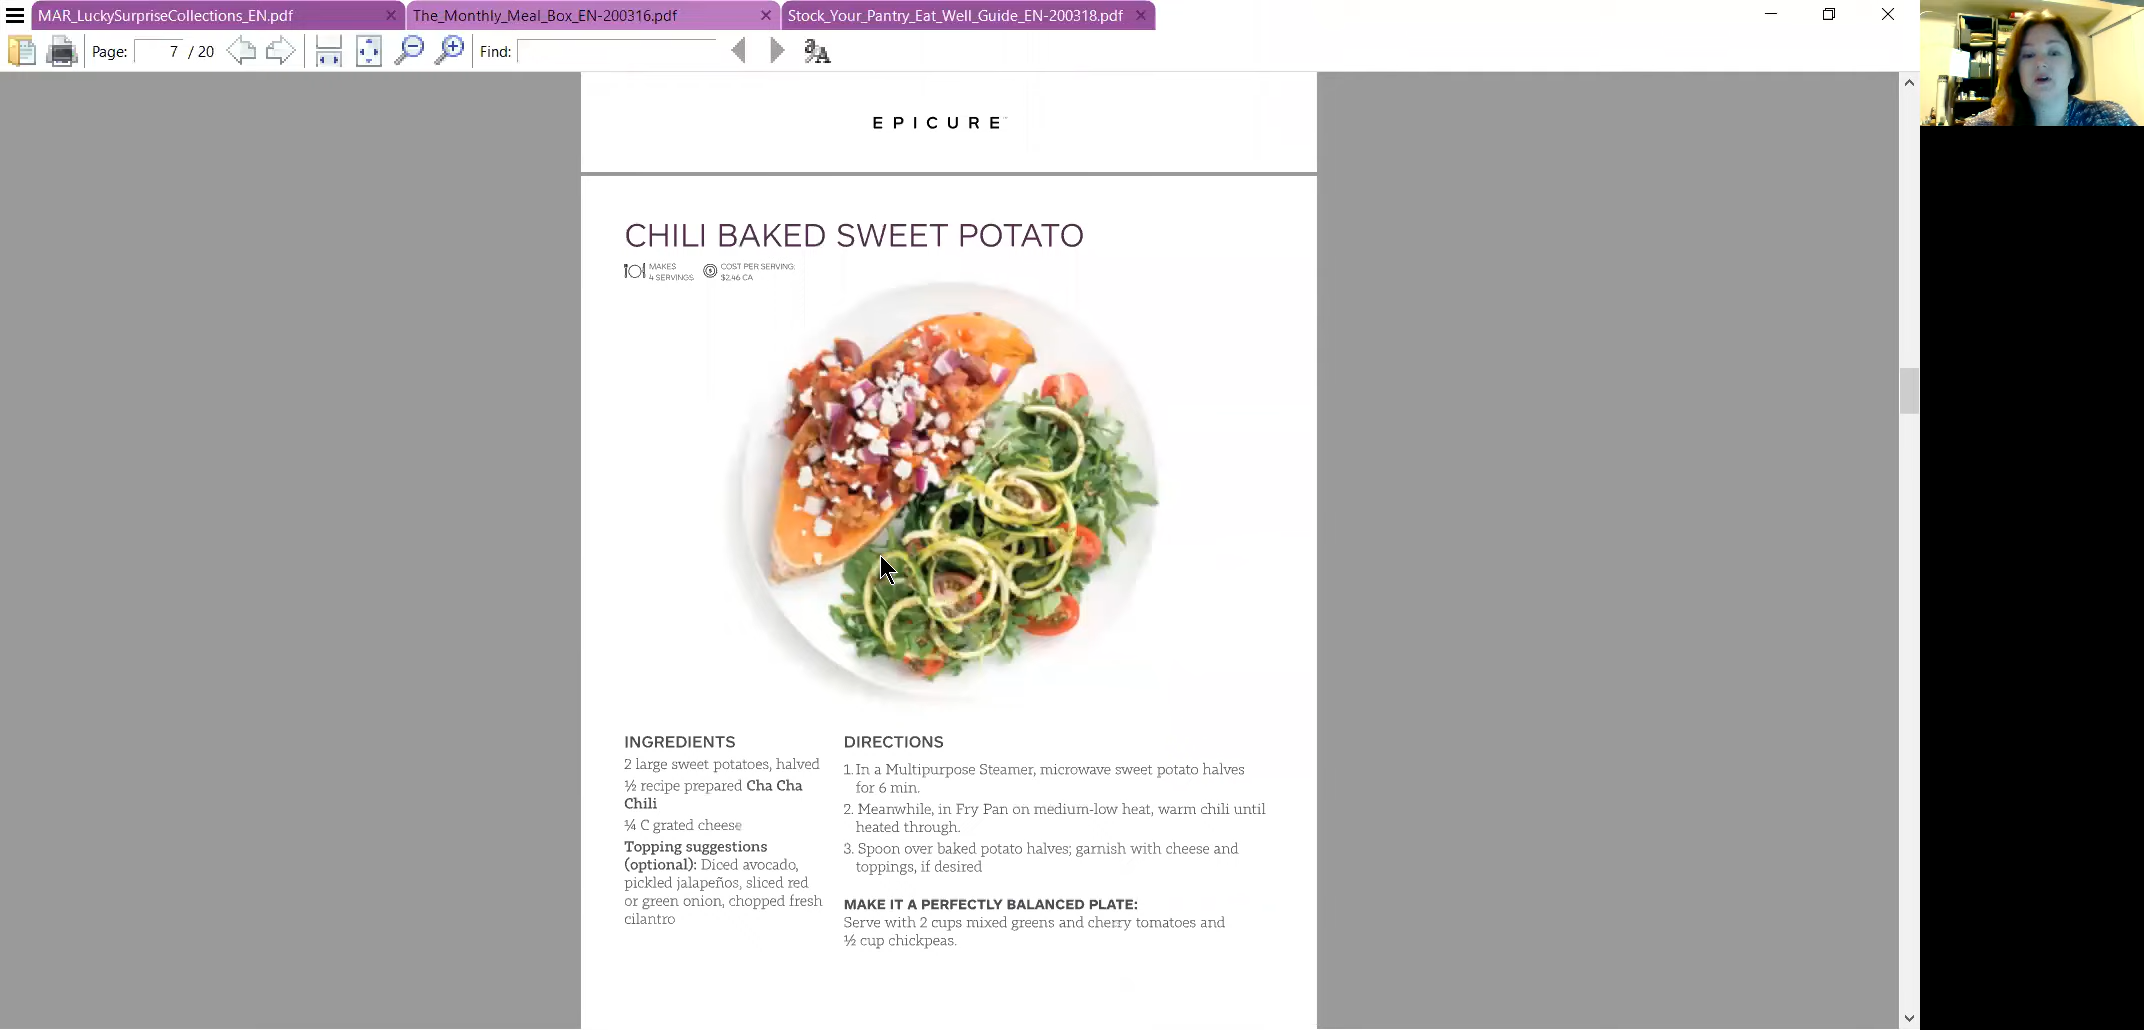 MAR_LuckySurpriseCollections_EN.pdf
The_Monthly_Meal_Box_EN-200316.pdf
Stock_Your_Pantry_Eat_Well_Guide_EN-200318.pdf
Page: 7 / 20
Find:
EPICURE
CHILI BAKED SWEET POTATO
MAKES
4 SERVINGS
COST PER SERVING:
$2.46 CA
INGREDIENTS
2 large sweet potatoes, halved
½ recipe prepared Cha Cha
Chili
¼ C grated cheese
Topping suggestions
(optional): Diced avocado,
pickled jalapeños, sliced red
or green onion, chopped fresh
cilantro
DIRECTIONS
1. In a Multipurpose Steamer, microwave sweet potato halves
for 6 min.
2. Meanwhile, in Fry Pan on medium-low heat, warm chili until
heated through.
3. Spoon over baked potato halves; garnish with cheese and
toppings, if desired
MAKE IT A PERFECTLY BALANCED PLATE:
Serve with 2 cups mixed greens and cherry tomatoes and
½ cup chickpeas.